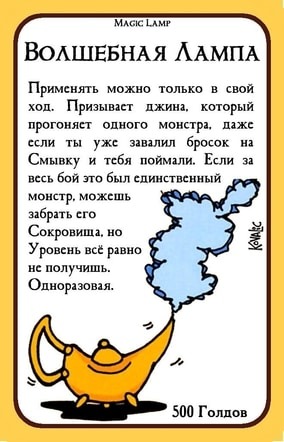 Magic Lamp
Волшебная Лампа
Применять можно только в свой
ход. Призывает джина, который
прогоняет одного монстра, даже
если ты уже завалил бросок на
Смывку и тебя поймали. Если за
весь бой это был единственный
монстр, можешь
забрать его
Сокровища, но
Уровень всё равно
не получишь.
Одноразовая.
Kovalic
500 Голдов